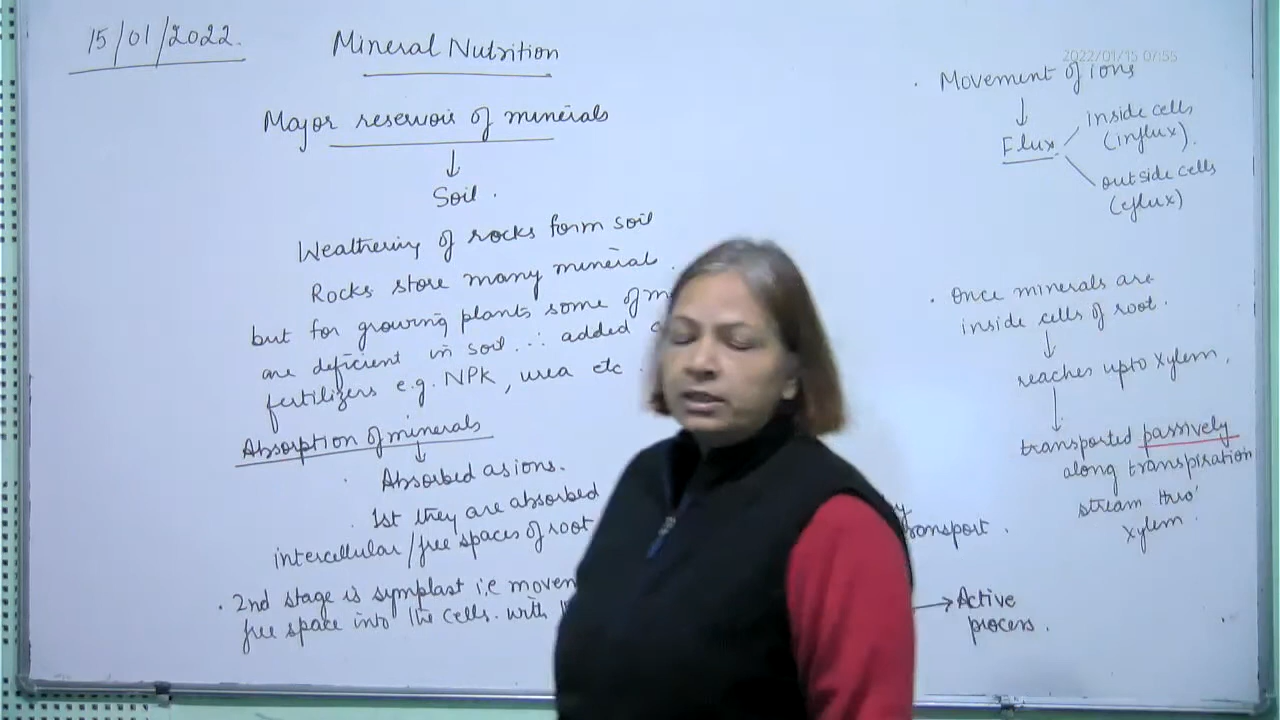 15/01/2022.
Mineral Nutrition
Major reservoir of minerals
↓
Soil.
Weathering of rocks form soil
Rocks store many mineral.
but for growing plants some of
are deficient in soil. ∴ added
fertilizers e.g. NPK, urea etc.
Absorption of minerals
↓
. Absorbed as ions.
. 1st they are absorbed
intercellular/free spaces of root
. 2nd stage is symplast i.e
free space into the cells. with
transport.
→ Active
process.
2022/01/15 07:55
. Movement of ions
↓
Flux
inside cells
(influx).
outside cells
(eflux)
. Once minerals are
inside cells of root.
↓
reaches upto xylem.
↓
transported passively
along transpiration
stream thro'
xylem.